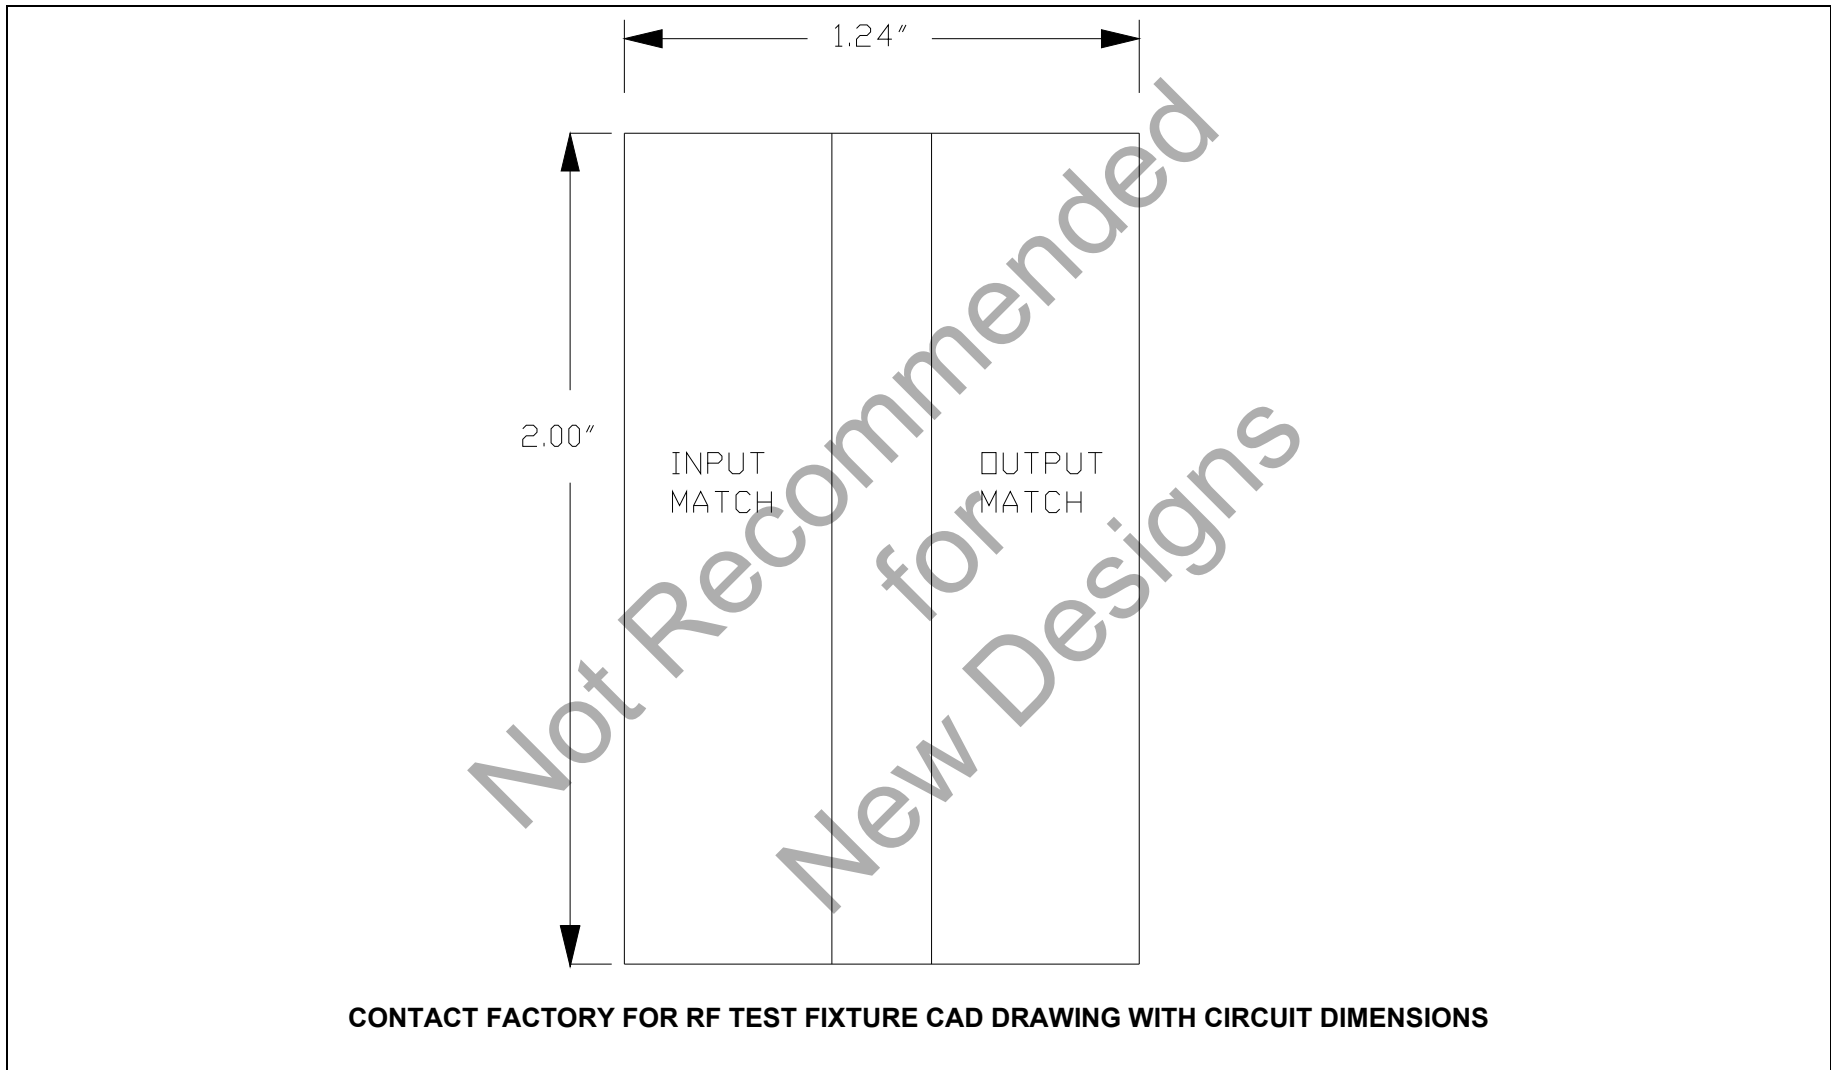 1.24"
2.00"
INPUT
MATCH
OUTPUT
MATCH
Not Recommended
for
New Designs
CONTACT FACTORY FOR RF TEST FIXTURE CAD DRAWING WITH CIRCUIT DIMENSIONS